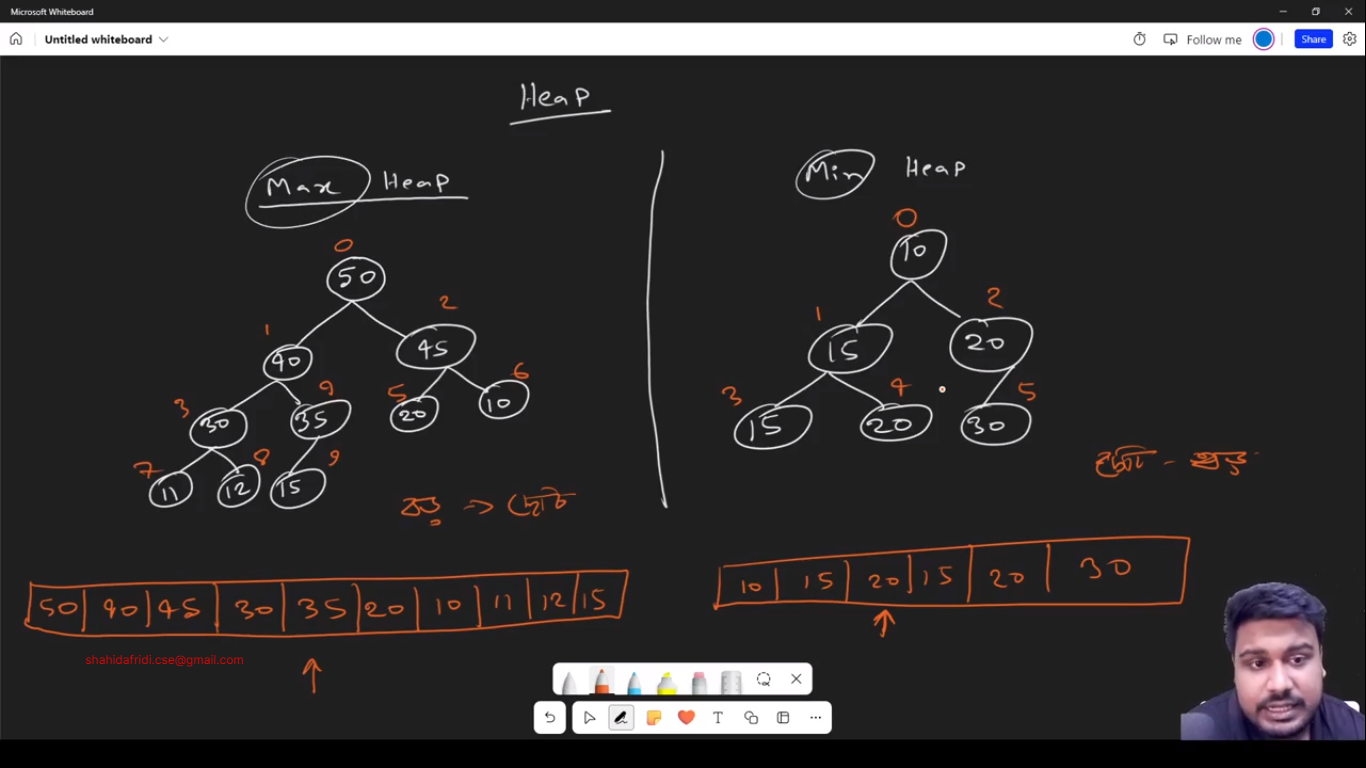 Microsoft Whiteboard
Untitled whiteboard
Follow me
Share
Heap
Max Heap
0
50
1
2
40
45
3
4
5
6
30
35
20
10
7
8
9
11
12
15
বড় -> ছোট
50 40 45 30 35 20 10 11 12 15
shahidafridi.cse@gmail.com
Min Heap
0
10
1
2
15
20
3
4
5
15
20
30
ছোট - বড়
10 15 20 15 20 30
T